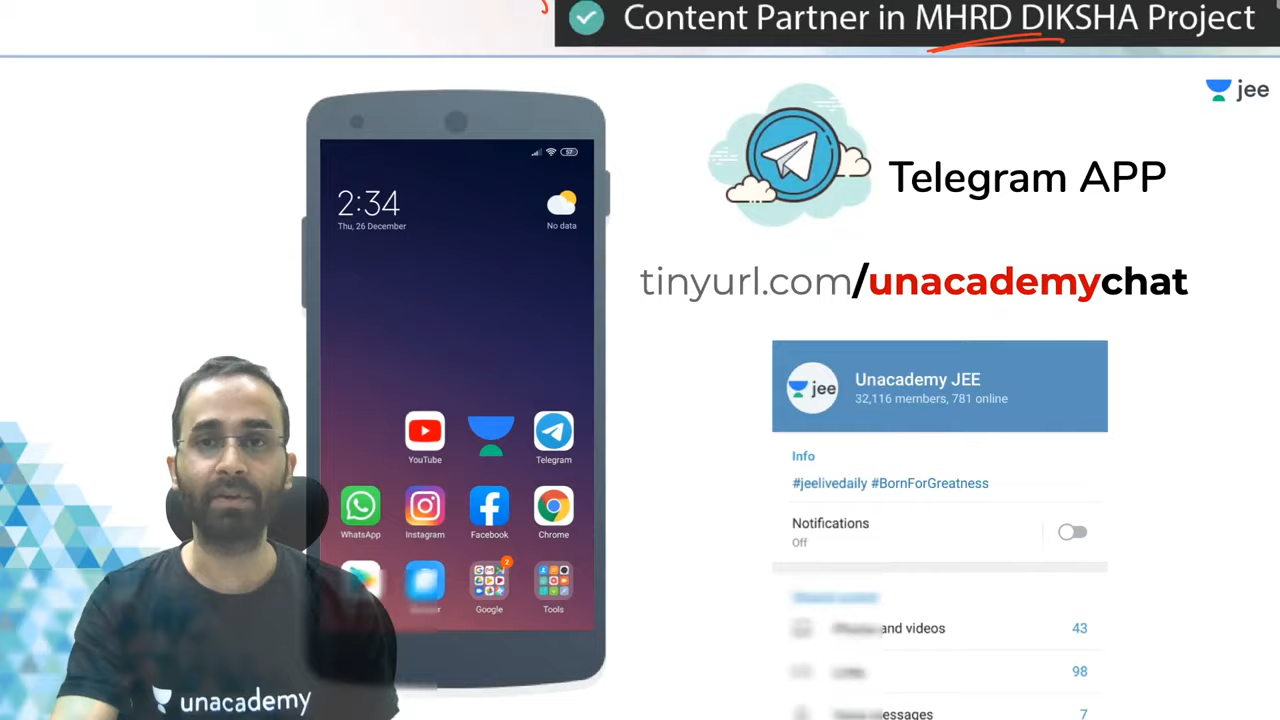 Content Partner in MHRD DIKSHA Project
jee
Telegram APP
tinyurl.com/unacademychat
57
2:34
Thu, 26 December
No data
YouTube
Telegram
WhatsApp
Instagram
Facebook
Chrome
2
Google
Tools
jee
Unacademy JEE
32,116 members, 781 online
Info
#jeelivedaily #BornForGreatness
Notifications
Off
and videos
43
98
7
unacademy